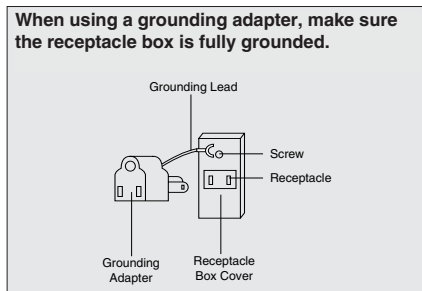 When using a grounding adapter, make sure
the receptacle box is fully grounded.
Grounding Lead
Screw
Receptacle
Grounding
Adapter
Receptacle
Box Cover